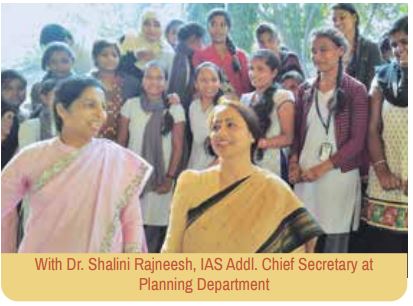 With Dr. Shalini Rajneesh, IAS Addl. Chief Secretary at
Planning Department